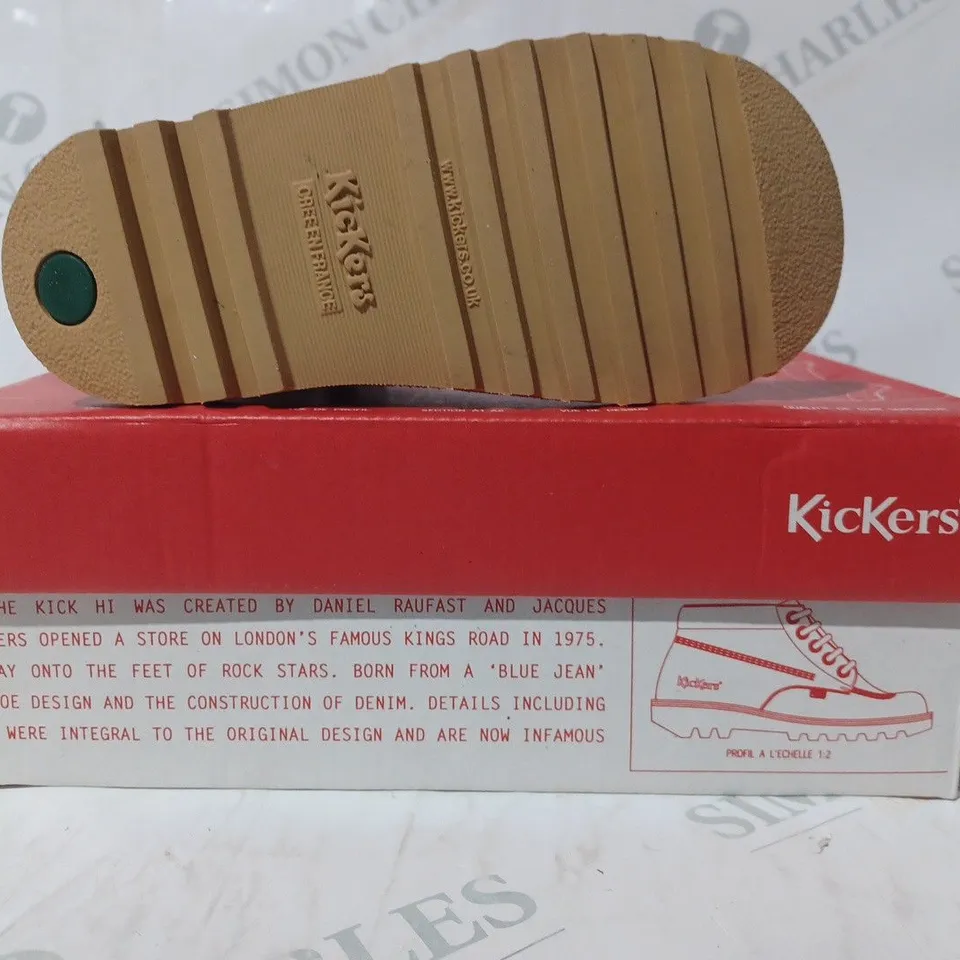 SIMON CHARLES
KicKers
CREE EN FRANCE
www.kickers.co.uk
KicKers
HE KICK HI WAS CREATED BY DANIEL RAUFAST AND JACQUES
ERS OPENED A STORE ON LONDON'S FAMOUS KINGS ROAD IN 1975.
AY ONTO THE FEET OF ROCK STARS. BORN FROM A 'BLUE JEAN'
OE DESIGN AND THE CONSTRUCTION OF DENIM. DETAILS INCLUDING
WERE INTEGRAL TO THE ORIGINAL DESIGN AND ARE NOW INFAMOUS
KicKers
PROFIL A L'ECHELLE 1:2